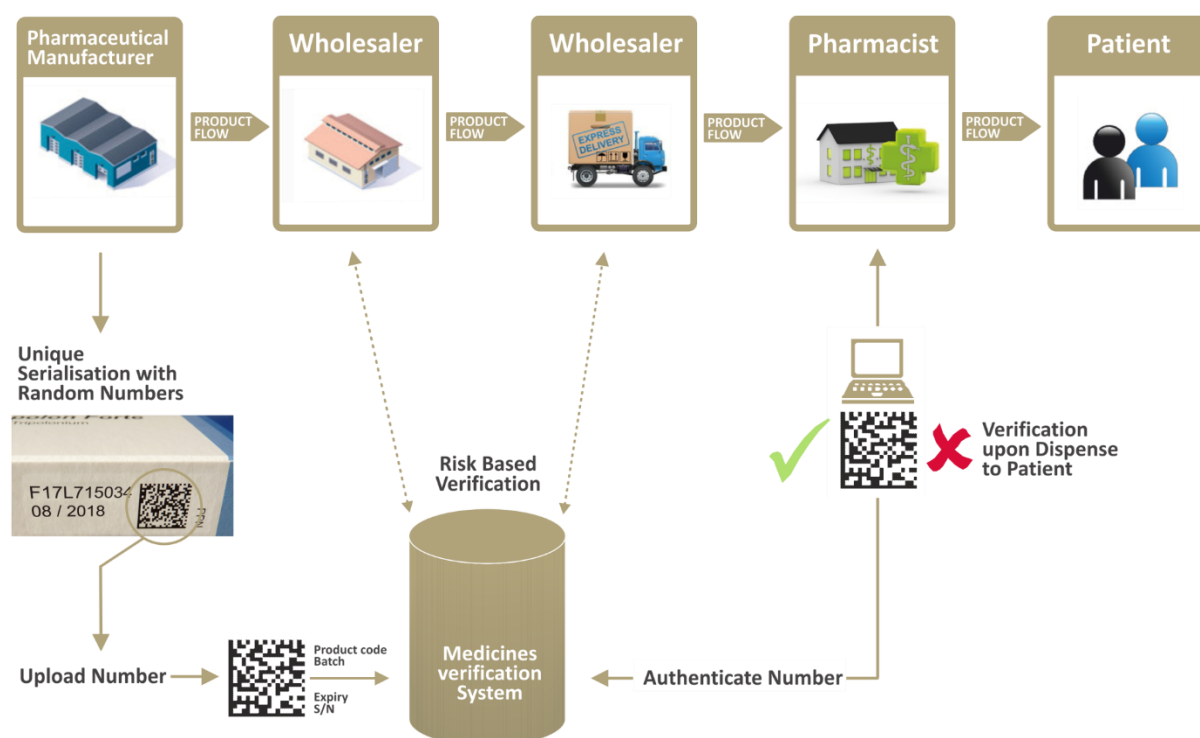 Pharmaceutical
Manufacturer
Wholesaler
Wholesaler
Pharmacist
Patient
PRODUCT
FLOW
PRODUCT
FLOW
EXPRESS
DELIVERY
PRODUCT
FLOW
PRODUCT
FLOW
Unique
Serialisation with
Random Numbers
Tripolonium
F17L715034
08 / 2018
PPN
Risk Based
Verification
Verification
upon Dispense
to Patient
Upload Number
Product code
Batch
Expiry
S/N
Medicines
verification
System
Authenticate Number